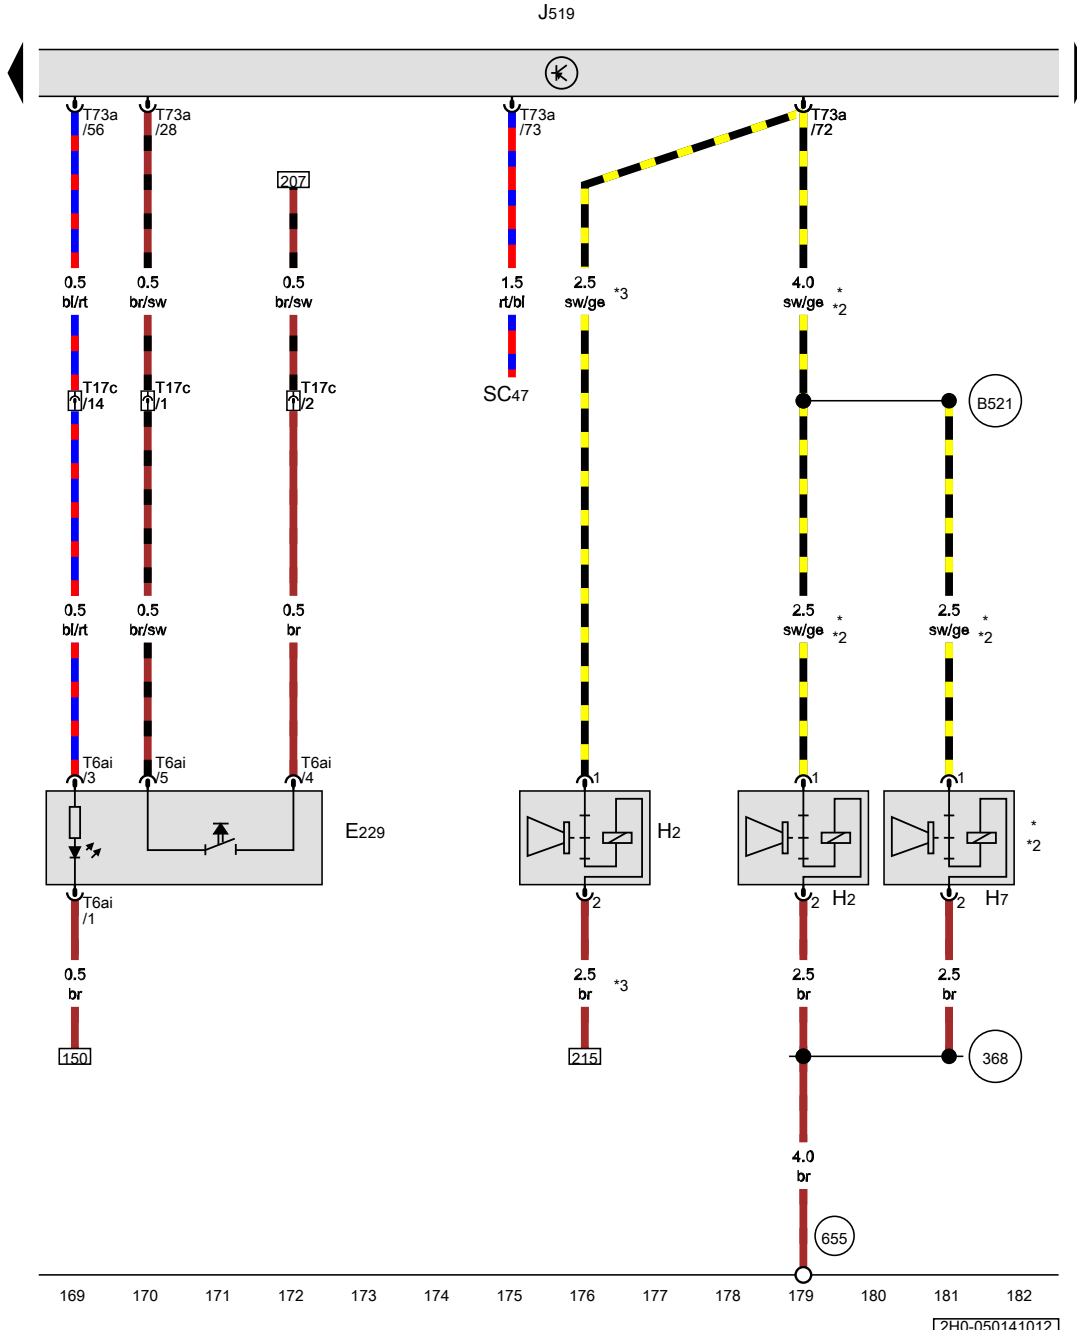 J519
T73a
/56
T73a
/28
T73a
/73
T73a
/72
207
0.5
bl/rt
0.5
br/sw
0.5
br/sw
1.5
rt/bl
2.5
sw/ge
*3
4.0
sw/ge
*
*2
T17c
/14
T17c
/1
T17c
/2
SC47
B521
0.5
bl/rt
0.5
br/sw
0.5
br
2.5
sw/ge
*
*2
2.5
sw/ge
*
*2
T6ai
/3
T6ai
/5
T6ai
/4
1
1
1
E229
H2
*
*2
T6ai
/1
2
2
H2
2
H7
0.5
br
2.5
br
*3
2.5
br
2.5
br
150
215
368
4.0
br
655
169 170 171 172 173 174 175 176 177 178 179 180 181 182
2H0-050141012